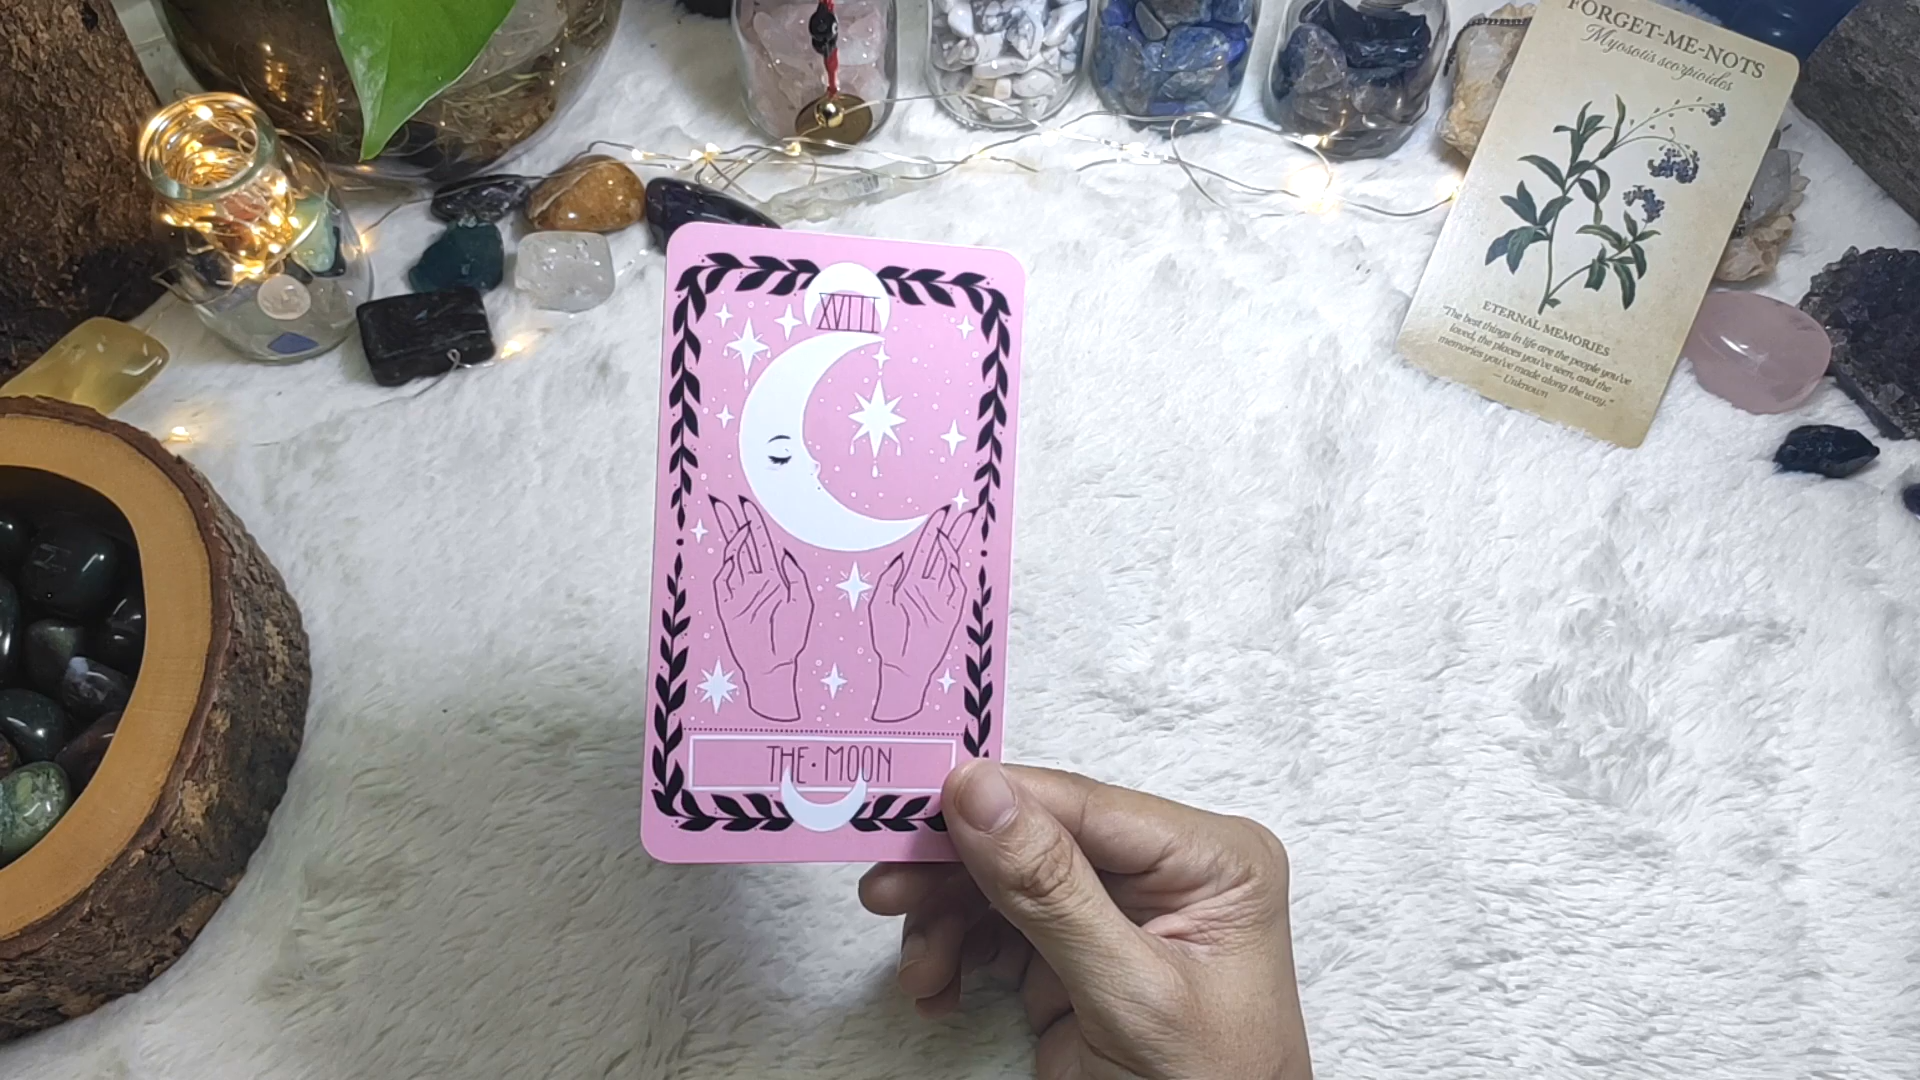 XVIII
THE · MOON
FORGET-ME-NOTS
Myosotis scorpioides
ETERNAL MEMORIES
"The best things in life are the people you've
loved, the places you've seen, and the
memories you've made along the way."
— Unknown